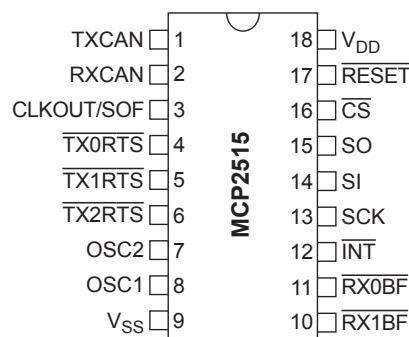 TXCAN 1
RXCAN 2
CLKOUT/SOF 3
TX0RTS 4
TX1RTS 5
TX2RTS 6
OSC2 7
OSC1 8
VSS 9
MCP2515
18 VDD
17 RESET
16 CS
15 SO
14 SI
13 SCK
12 INT
11 RX0BF
10 RX1BF